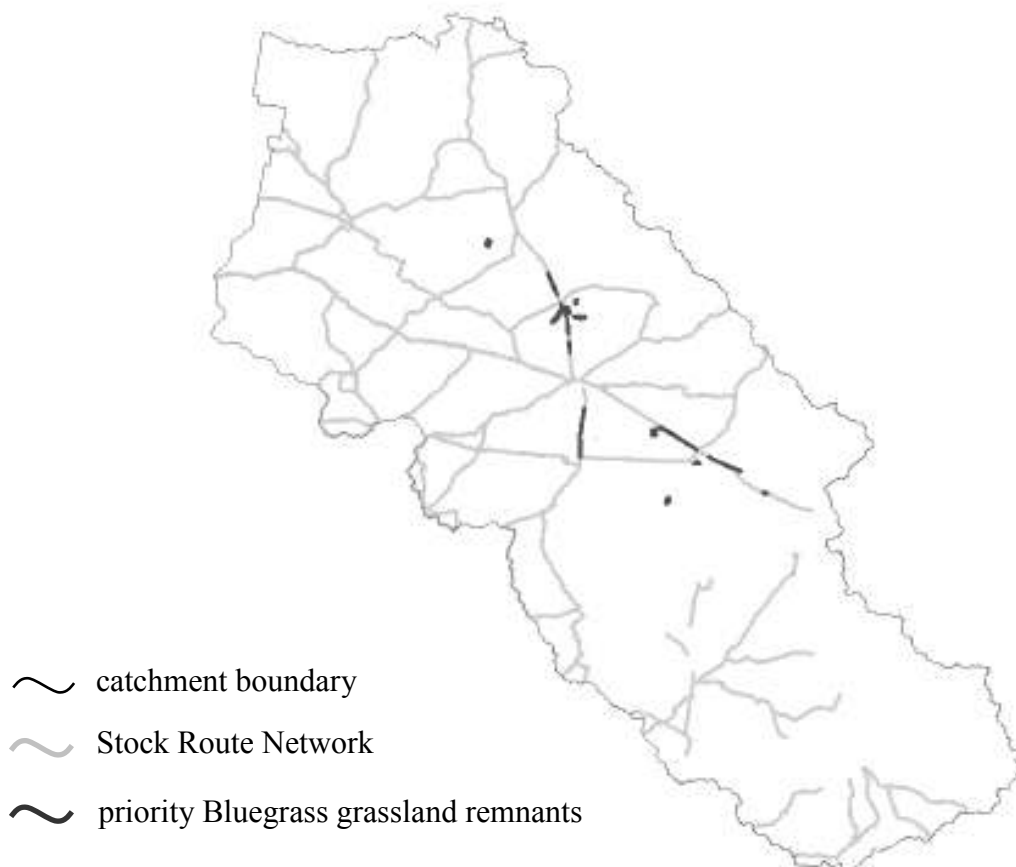 catchment boundary
Stock Route Network
priority Bluegrass grassland remnants